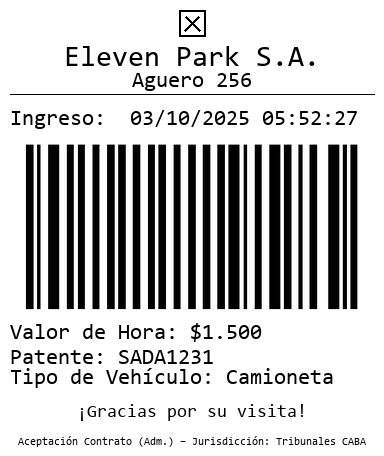 Eleven Park S.A.
Aguero 256
Ingreso: 03/10/2025 05:52:27
Valor de Hora: $1.500
Patente: SADA1231
Tipo de Vehículo: Camioneta
¡Gracias por su visita!
Aceptación Contrato (Adm.) – Jurisdicción: Tribunales CABA